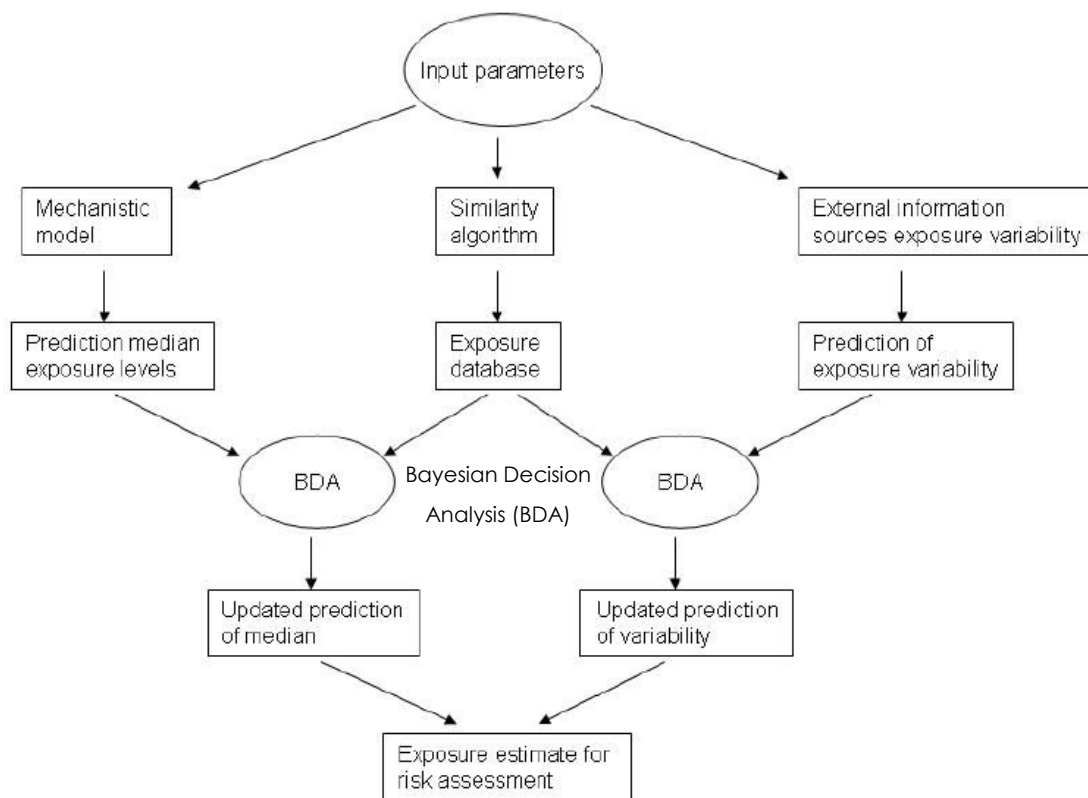 Input parameters
Mechanistic
model
Similarity
algorithm
External information
sources exposure variability
Prediction median
exposure levels
Exposure
database
Prediction of
exposure variability
BDA
Bayesian Decision
Analysis (BDA)
BDA
Updated prediction
of median
Updated prediction
of variability
Exposure estimate for
risk assessment